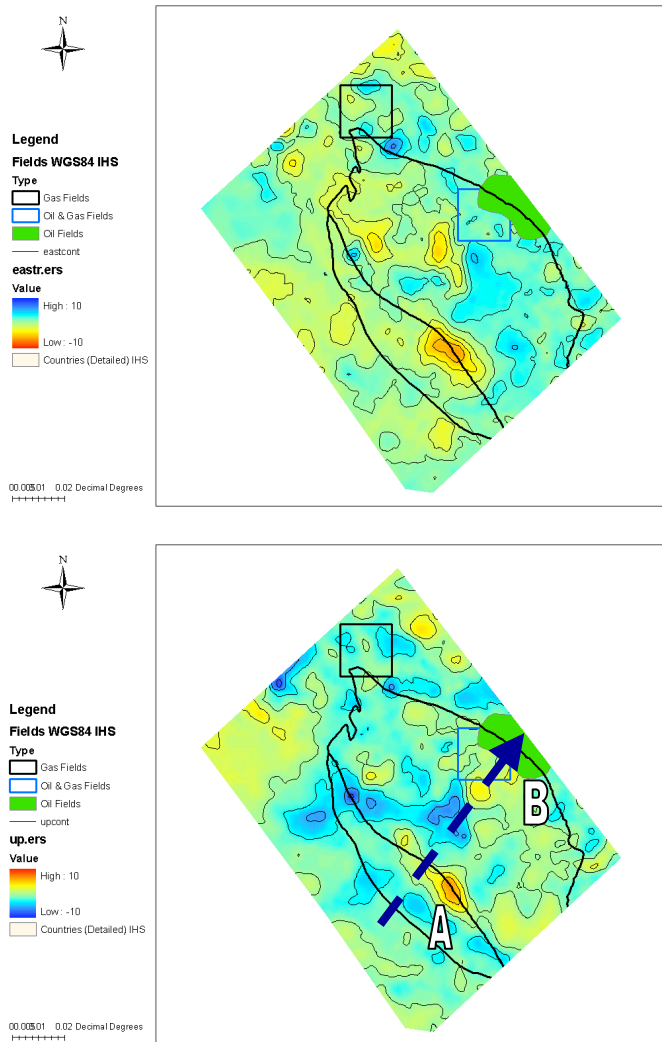 N
Legend
Fields WGS84 IHS
Type
Gas Fields
Oil & Gas Fields
Oil Fields
eastcont
eastr.ers
Value
High : 10
Low : -10
Countries (Detailed) IHS
0.02 Decimal Degrees
N
Legend
Fields WGS84 IHS
Type
Gas Fields
Oil & Gas Fields
Oil Fields
upcont
up.ers
Value
High : 10
Low : -10
Countries (Detailed) IHS
0.02 Decimal Degrees
B
A